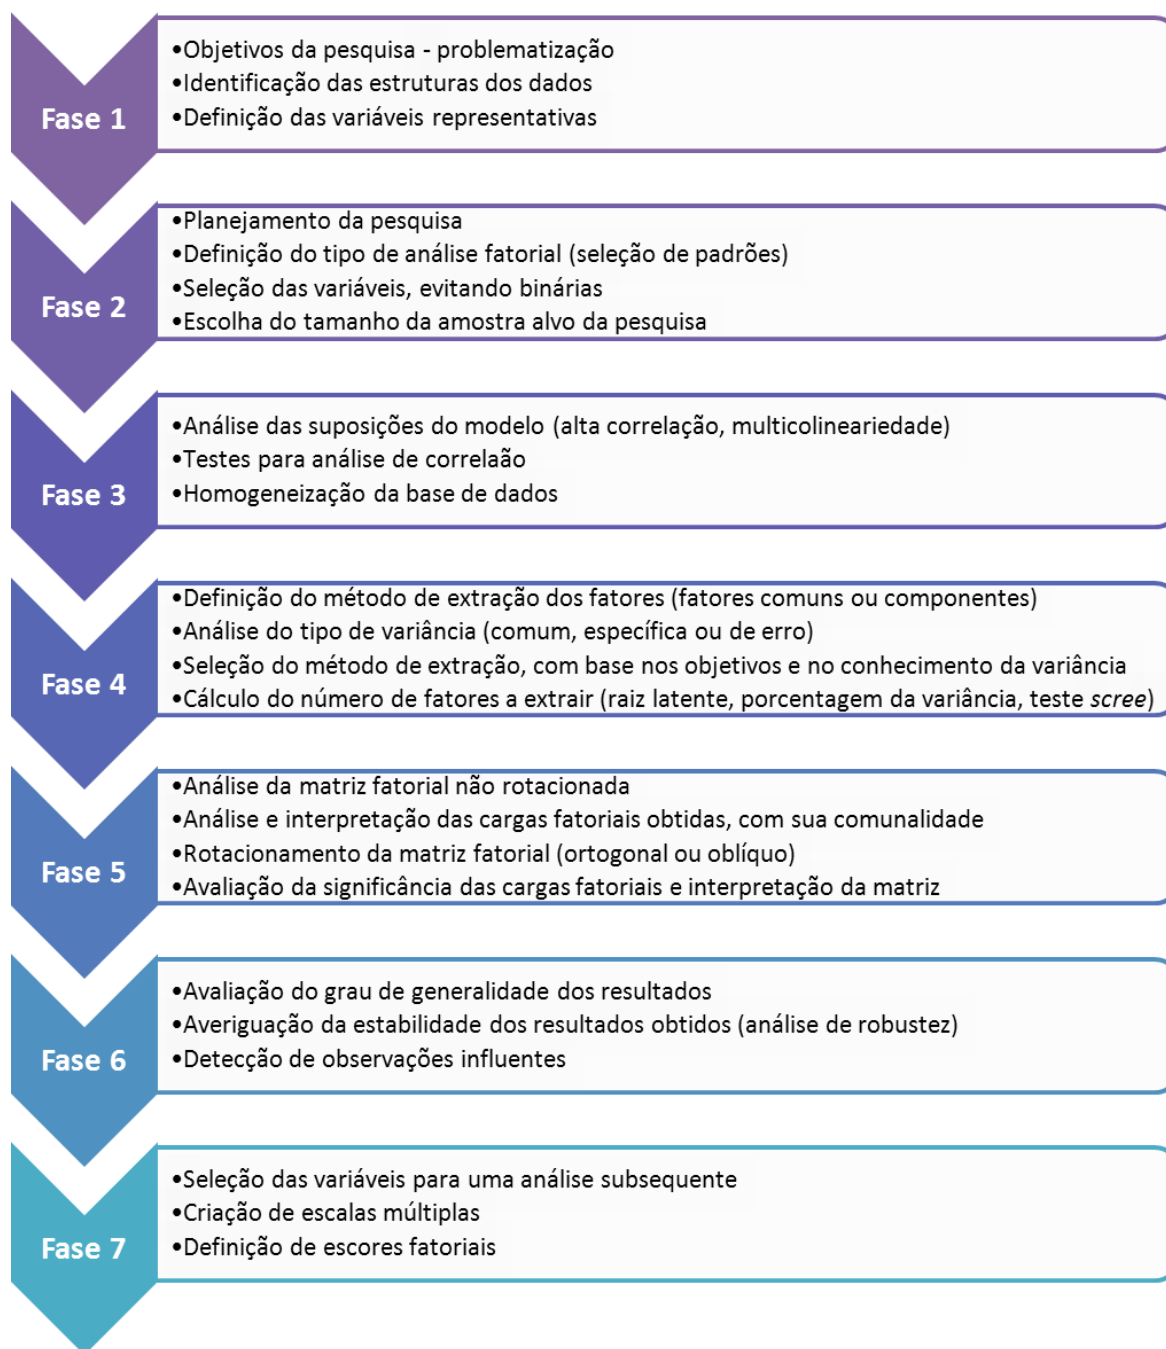 Fase 1
•Objetivos da pesquisa - problematização
•Identificação das estruturas dos dados
•Definição das variáveis representativas
Fase 2
•Planejamento da pesquisa
•Definição do tipo de análise fatorial (seleção de padrões)
•Seleção das variáveis, evitando binárias
•Escolha do tamanho da amostra alvo da pesquisa
Fase 3
•Análise das suposições do modelo (alta correlação, multicolineariedade)
•Testes para análise de correlaão
•Homogeneização da base de dados
Fase 4
•Definição do método de extração dos fatores (fatores comuns ou componentes)
•Análise do tipo de variância (comum, específica ou de erro)
•Seleção do método de extração, com base nos objetivos e no conhecimento da variância
•Cálculo do número de fatores a extrair (raiz latente, porcentagem da variância, teste scree)
Fase 5
•Análise da matriz fatorial não rotacionada
•Análise e interpretação das cargas fatoriais obtidas, com sua comunalidade
•Rotacionamento da matriz fatorial (ortogonal ou oblíquo)
•Avaliação da significância das cargas fatoriais e interpretação da matriz
Fase 6
•Avaliação do grau de generalidade dos resultados
•Averiguação da estabilidade dos resultados obtidos (análise de robustez)
•Detecção de observações influentes
Fase 7
•Seleção das variáveis para uma análise subsequente
•Criação de escalas múltiplas
•Definição de escores fatoriais